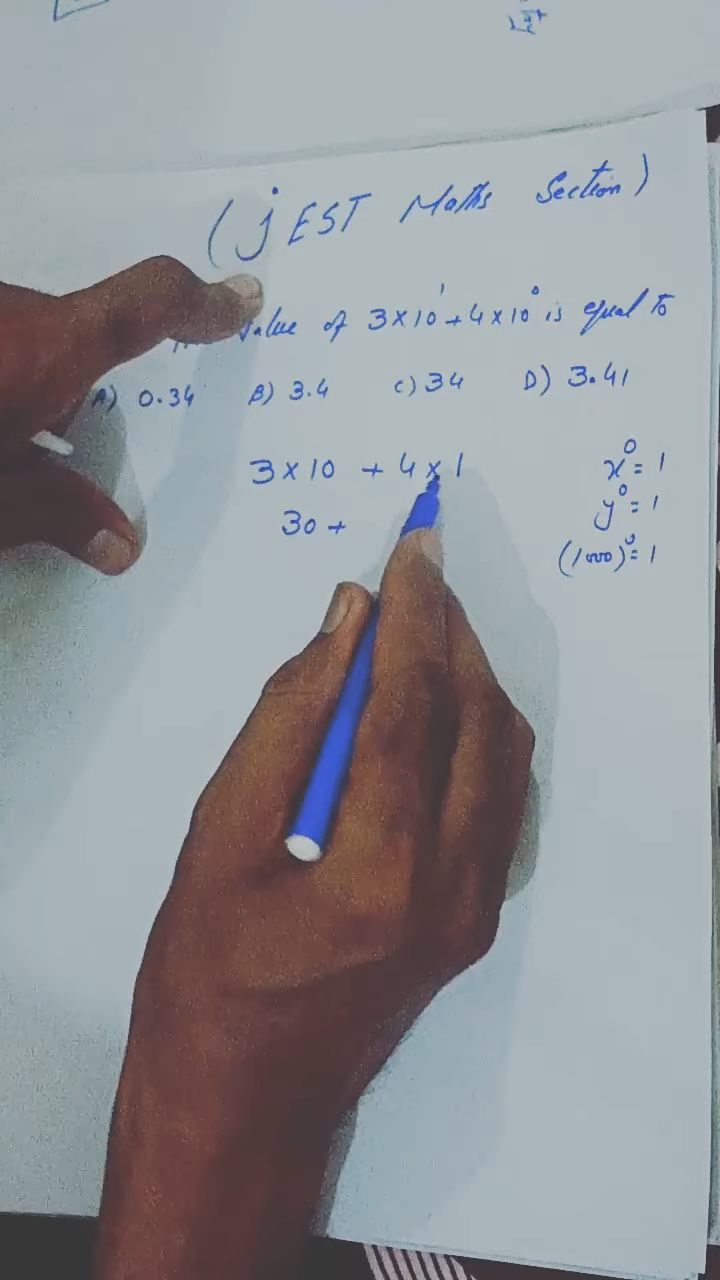 (jEST Maths Section)
value of 3×10¹+4×10⁰ is equal to
A) 0.34 B) 3.4 C) 34 D) 3.41
3×10 + 4×1
30 +
x⁰ = 1
y⁰ = 1
(1000)⁰ = 1